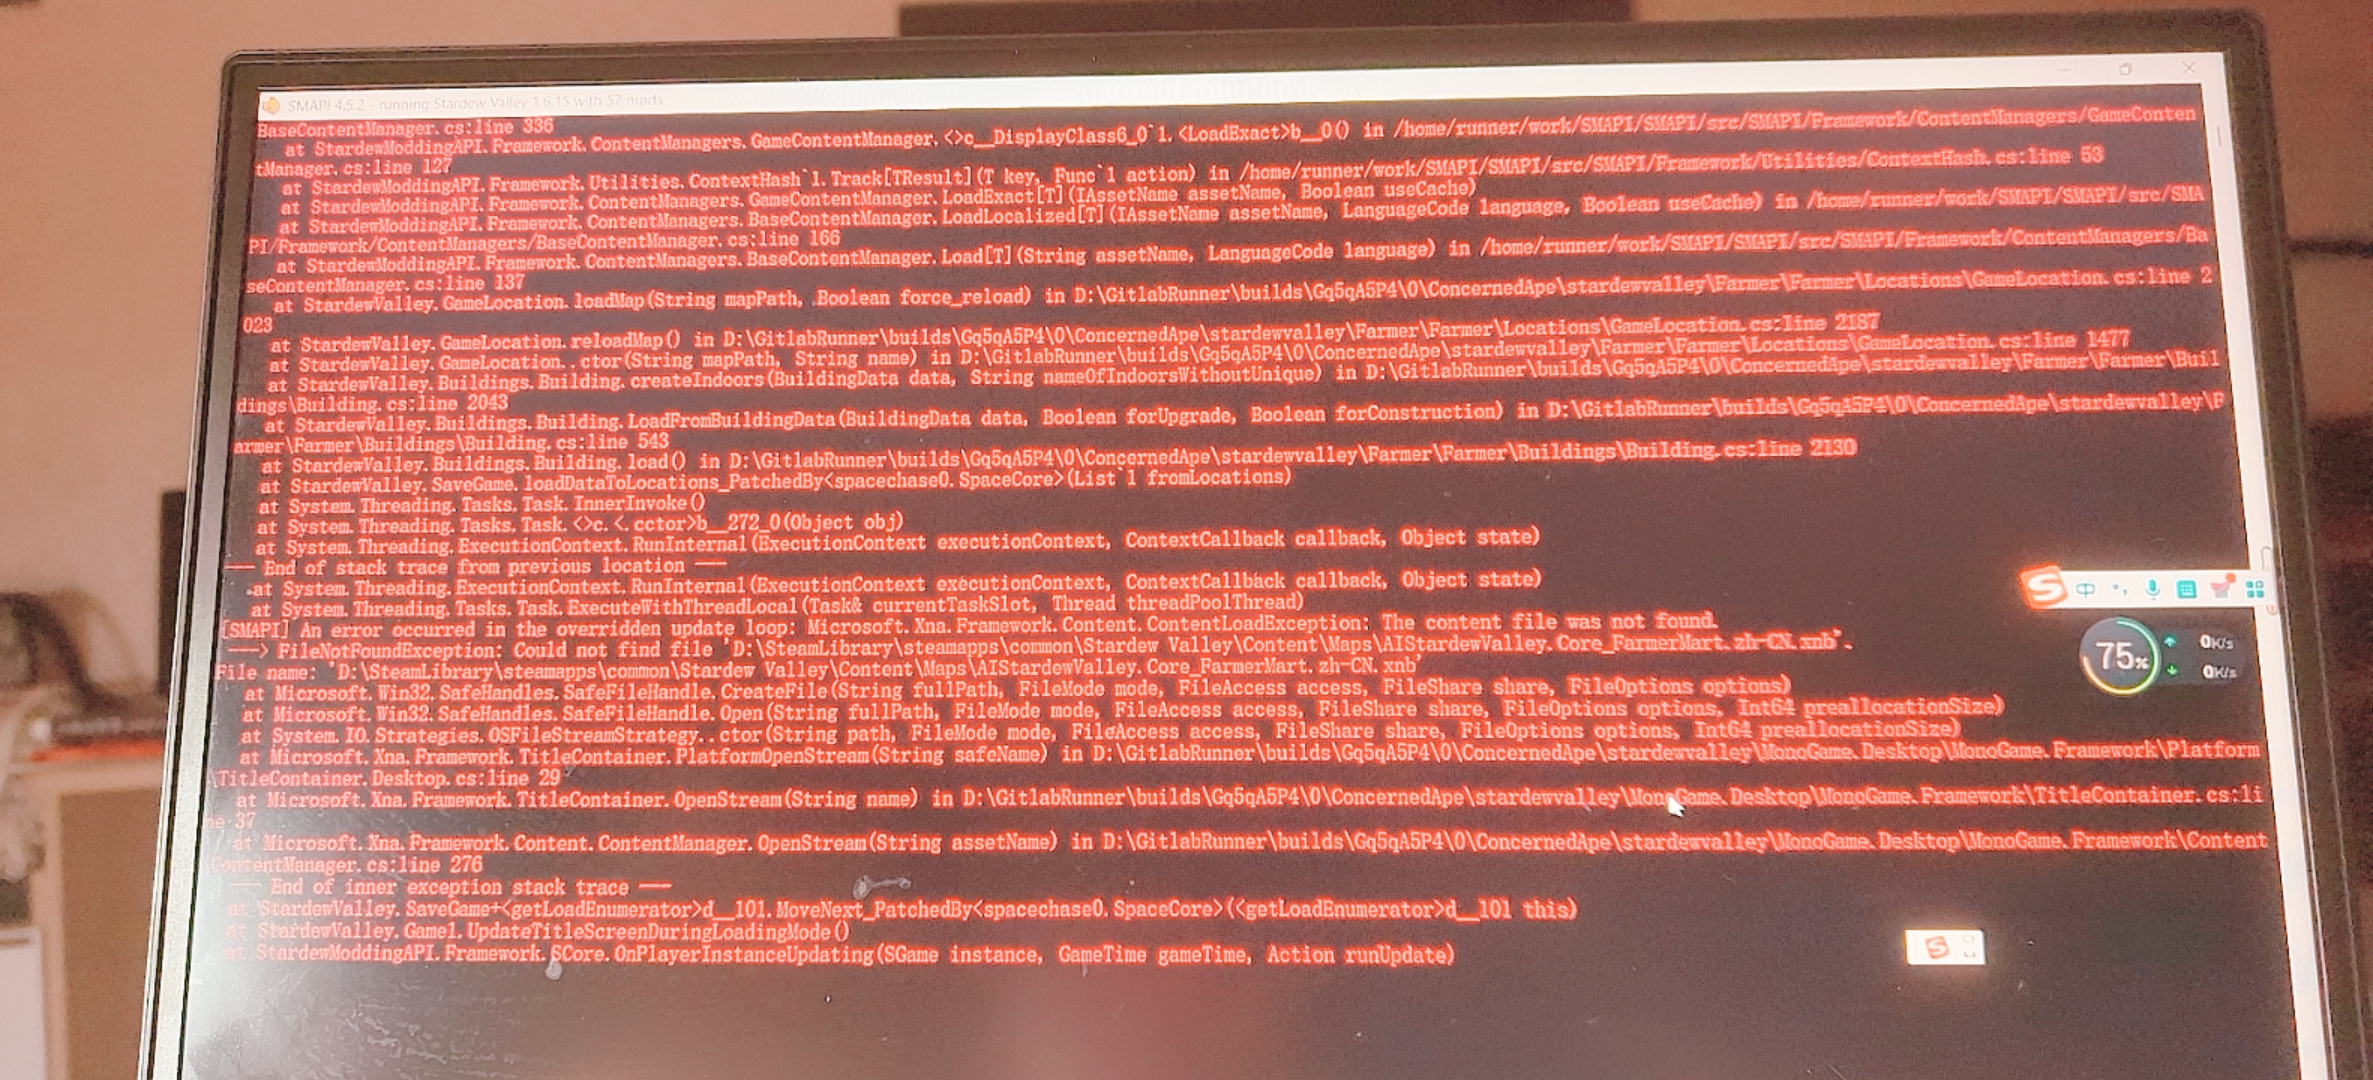 SMAPI 4.5.2 - running Stardew Valley 1.6.15 with 57 mods
BaseContentManager.cs:line 336
at StardewModdingAPI.Framework.ContentManagers.GameContentManager.<>c__DisplayClass6_0`1.<LoadExact>b__0() in /home/runner/work/SMAPI/SMAPI/src/SMAPI/Framework/ContentManagers/GameConten
tManager.cs:line 127
at StardewModdingAPI.Framework.Utilities.ContextHash`1.Track[TResult](T key, Func`1 action) in /home/runner/work/SMAPI/SMAPI/src/SMAPI/Framework/Utilities/ContextHash.cs:line 53
at StardewModdingAPI.Framework.ContentManagers.GameContentManager.LoadExact[T](IAssetName assetName, Boolean useCache)
at StardewModdingAPI.Framework.ContentManagers.BaseContentManager.LoadLocalized[T](IAssetName assetName, LanguageCode language, Boolean useCache) in /home/runner/work/SMAPI/SMAPI/src/SMA
PI/Framework/ContentManagers/BaseContentManager.cs:line 166
at StardewModdingAPI.Framework.ContentManagers.BaseContentManager.Load[T](String assetName, LanguageCode language) in /home/runner/work/SMAPI/SMAPI/src/SMAPI/Framework/ContentManagers/Ba
seContentManager.cs:line 137
at StardewValley.GameLocation.loadMap(String mapPath, Boolean force_reload) in D:\GitlabRunner\builds\Gq5qA5P4\0\ConcernedApe\stardewvalley\Farmer\Farmer\Locations\GameLocation.cs:line 2
023
at StardewValley.GameLocation.reloadMap() in D:\GitlabRunner\builds\Gq5qA5P4\0\ConcernedApe\stardewvalley\Farmer\Farmer\Locations\GameLocation.cs:line 2187
at StardewValley.GameLocation..ctor(String mapPath, String name) in D:\GitlabRunner\builds\Gq5qA5P4\0\ConcernedApe\stardewvalley\Farmer\Farmer\Locations\GameLocation.cs:line 1477
at StardewValley.Buildings.Building.createIndoors(BuildingData data, String nameOfIndoorsWithoutUnique) in D:\GitlabRunner\builds\Gq5qA5P4\0\ConcernedApe\stardewvalley\Farmer\Farmer\Buil
dings\Building.cs:line 2043
at StardewValley.Buildings.Building.LoadFromBuildingData(BuildingData data, Boolean forUpgrade, Boolean forConstruction) in D:\GitlabRunner\builds\Gq5qA5P4\0\ConcernedApe\stardewvalley\F
armer\Farmer\Buildings\Building.cs:line 543
at StardewValley.Buildings.Building.load() in D:\GitlabRunner\builds\Gq5qA5P4\0\ConcernedApe\stardewvalley\Farmer\Farmer\Buildings\Building.cs:line 2130
at StardewValley.SaveGame.loadDataToLocations_PatchedBy<spacechase0.SpaceCore>(List`1 fromLocations)
at System.Threading.Tasks.Task.InnerInvoke()
at System.Threading.Tasks.Task.<>c.<.cctor>b__272_0(Object obj)
at System.Threading.ExecutionContext.RunInternal(ExecutionContext executionContext, ContextCallback callback, Object state)
--- End of stack trace from previous location ---
at System.Threading.ExecutionContext.RunInternal(ExecutionContext executionContext, ContextCallback callback, Object state)
at System.Threading.Tasks.Task.ExecuteWithThreadLocal(Task& currentTaskSlot, Thread threadPoolThread)
[SMAPI] An error occurred in the overridden update loop: Microsoft.Xna.Framework.Content.ContentLoadException: The content file was not found.
---> FileNotFoundException: Could not find file 'D:\SteamLibrary\steamapps\common\Stardew Valley\Content\Maps\AIStardewValley.Core_FarmerMart.zh-CN.xnb'.
File name: 'D:\SteamLibrary\steamapps\common\Stardew Valley\Content\Maps\AIStardewValley.Core_FarmerMart.zh-CN.xnb'
at Microsoft.Win32.SafeHandles.SafeFileHandle.CreateFile(String fullPath, FileMode mode, FileAccess access, FileShare share, FileOptions options)
at Microsoft.Win32.SafeHandles.SafeFileHandle.Open(String fullPath, FileMode mode, FileAccess access, FileShare share, FileOptions options, Int64 preallocationSize)
at System.IO.Strategies.OSFileStreamStrategy..ctor(String path, FileMode mode, FileAccess access, FileShare share, FileOptions options, Int64 preallocationSize)
at Microsoft.Xna.Framework.TitleContainer.PlatformOpenStream(String safeName) in D:\GitlabRunner\builds\Gq5qA5P4\0\ConcernedApe\stardewvalley\MonoGame.Desktop\MonoGame.Framework\Platform
\TitleContainer.Desktop.cs:line 29
at Microsoft.Xna.Framework.TitleContainer.OpenStream(String name) in D:\GitlabRunner\builds\Gq5qA5P4\0\ConcernedApe\stardewvalley\MonoGame.Desktop\MonoGame.Framework\TitleContainer.cs:li
ne 37
at Microsoft.Xna.Framework.Content.ContentManager.OpenStream(String assetName) in D:\GitlabRunner\builds\Gq5qA5P4\0\ConcernedApe\stardewvalley\MonoGame.Desktop\MonoGame.Framework\Content
\ContentManager.cs:line 276
--- End of inner exception stack trace ---
at StardewValley.SaveGame+<getLoadEnumerator>d__101.MoveNext_PatchedBy<spacechase0.SpaceCore>(<getLoadEnumerator>d__101 this)
at StardewValley.Game1.UpdateTitleScreenDuringLoadingMode()
at StardewModdingAPI.Framework.SCore.OnPlayerInstanceUpdating(SGame instance, GameTime gameTime, Action runUpdate)
S 中
75%
0K/s
0K/s
S